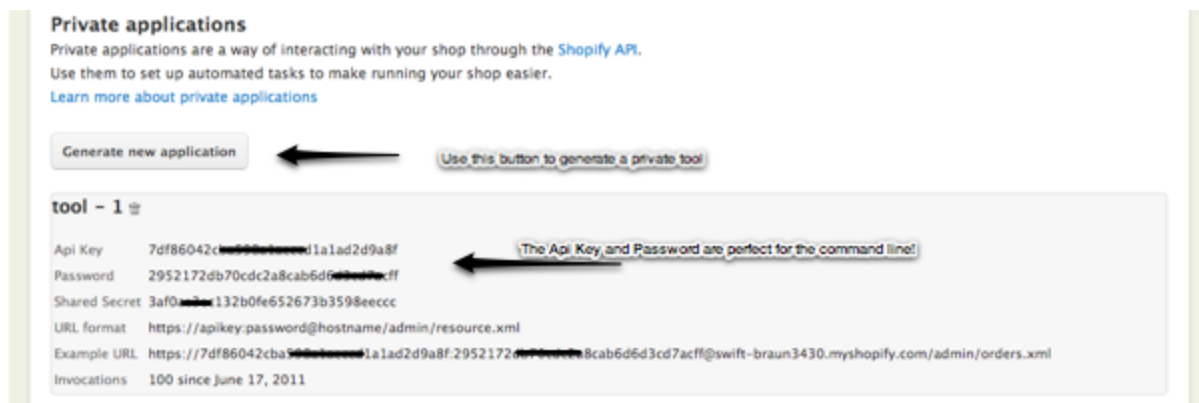 Private applications
Private applications are a way of interacting with your shop through the Shopify API.
Use them to set up automated tasks to make running your shop easier.
Learn more about private applications
Generate new application
Use this button to generate a private tool
tool - 1
Api Key
The Api Key and Password are perfect for the command line!
Password
Shared Secret
URL format https://apikey:password@hostname/admin/resource.xml
Example URL
Invocations 100 since June 17, 2011